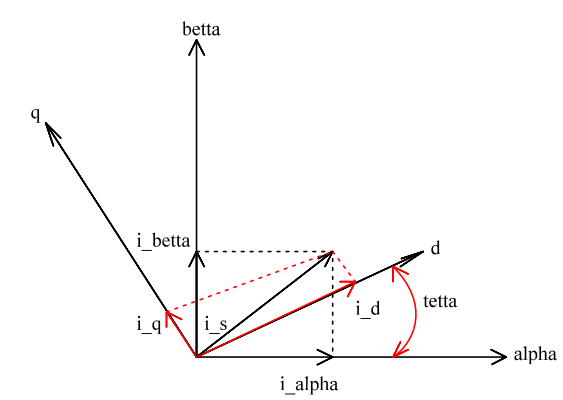 betta
q
i_betta
d
tetta
i_d
i_q
i_s
alpha
i_alpha